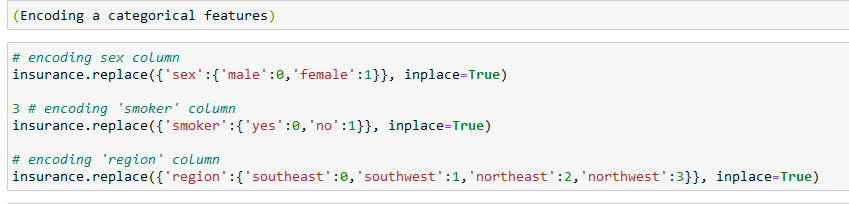 (Encoding a categorical features)
# encoding sex column
insurance.replace({'sex':{'male':0,'female':1}}, inplace=True)
3 # encoding 'smoker' column
insurance.replace({'smoker':{'yes':0,'no':1}}, inplace=True)
# encoding 'region' column
insurance.replace({'region':{'southeast':0,'southwest':1,'northeast':2,'northwest':3}}, inplace=True)